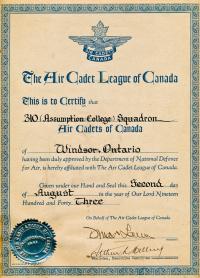 The Air Cadet League of Canada
This is to Certify that
310 (Assumption College) Squadron
Air Cadets of Canada
of Windsor, Ontario
having been duly approved by the Department of National Defence
for Air, is hereby affiliated with The Air Cadet League of Canada.
Given under our Hand and Seal this Second day
of August in the year of Our Lord Nineteen
Hundred and Forty Three
On Behalf of The Air Cadet League of Canada